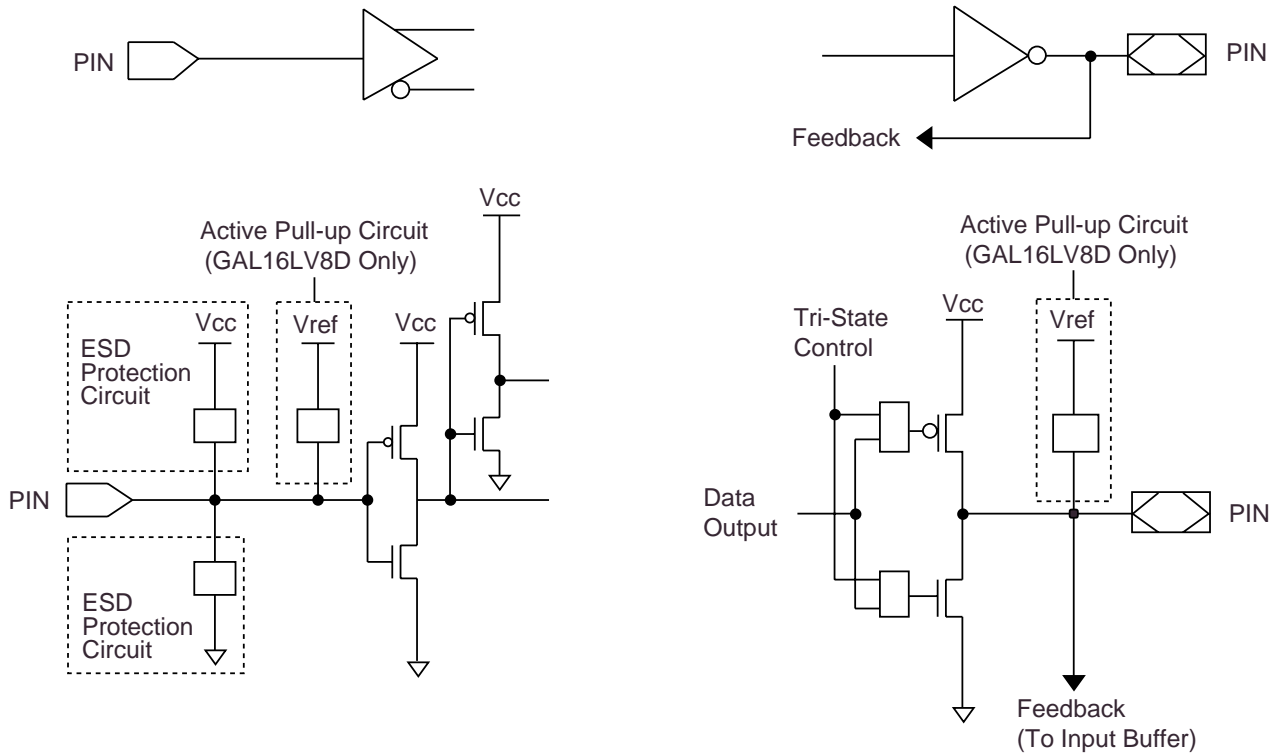 PIN
PIN
Feedback
Vcc
Active Pull-up Circuit
(GAL16LV8D Only)
Vcc
Vref
Vcc
ESD
Protection
Circuit
PIN
ESD
Protection
Circuit
Active Pull-up Circuit
(GAL16LV8D Only)
Tri-State
Control
Vcc
Vref
Data
Output
PIN
Feedback
(To Input Buffer)